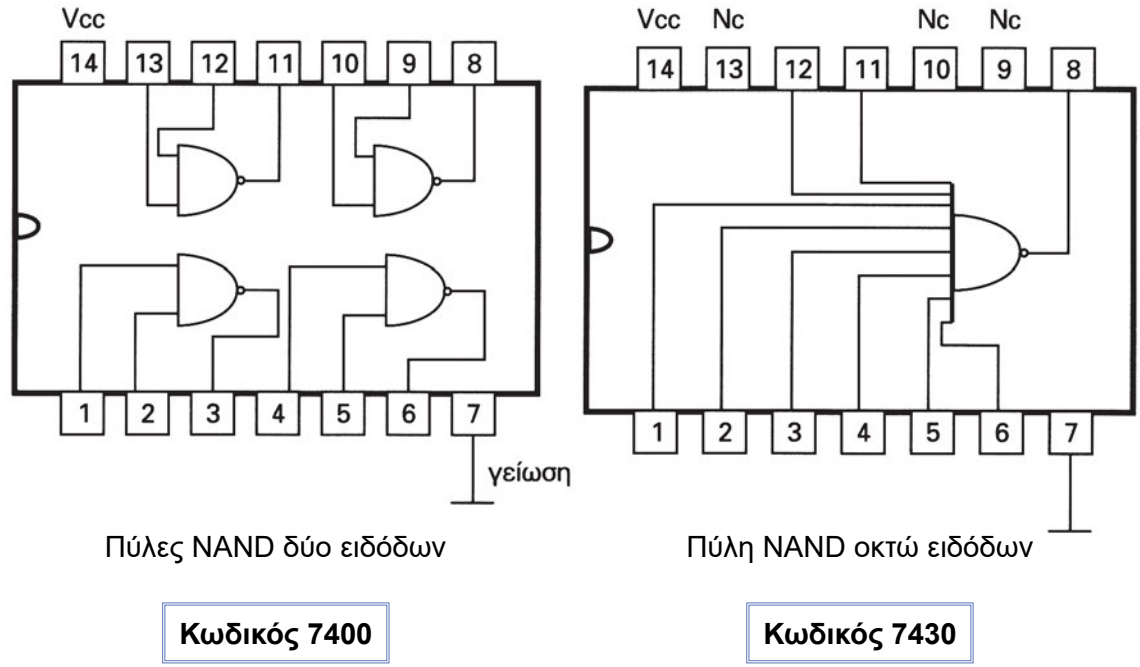 Vcc
14 13 12 11 10 9 8
1 2 3 4 5 6 7
γείωση
Πύλες NAND δύο ειδόδων
Κωδικός 7400
Vcc Nc Nc Nc
14 13 12 11 10 9 8
1 2 3 4 5 6 7
Πύλη NAND οκτώ ειδόδων
Κωδικός 7430